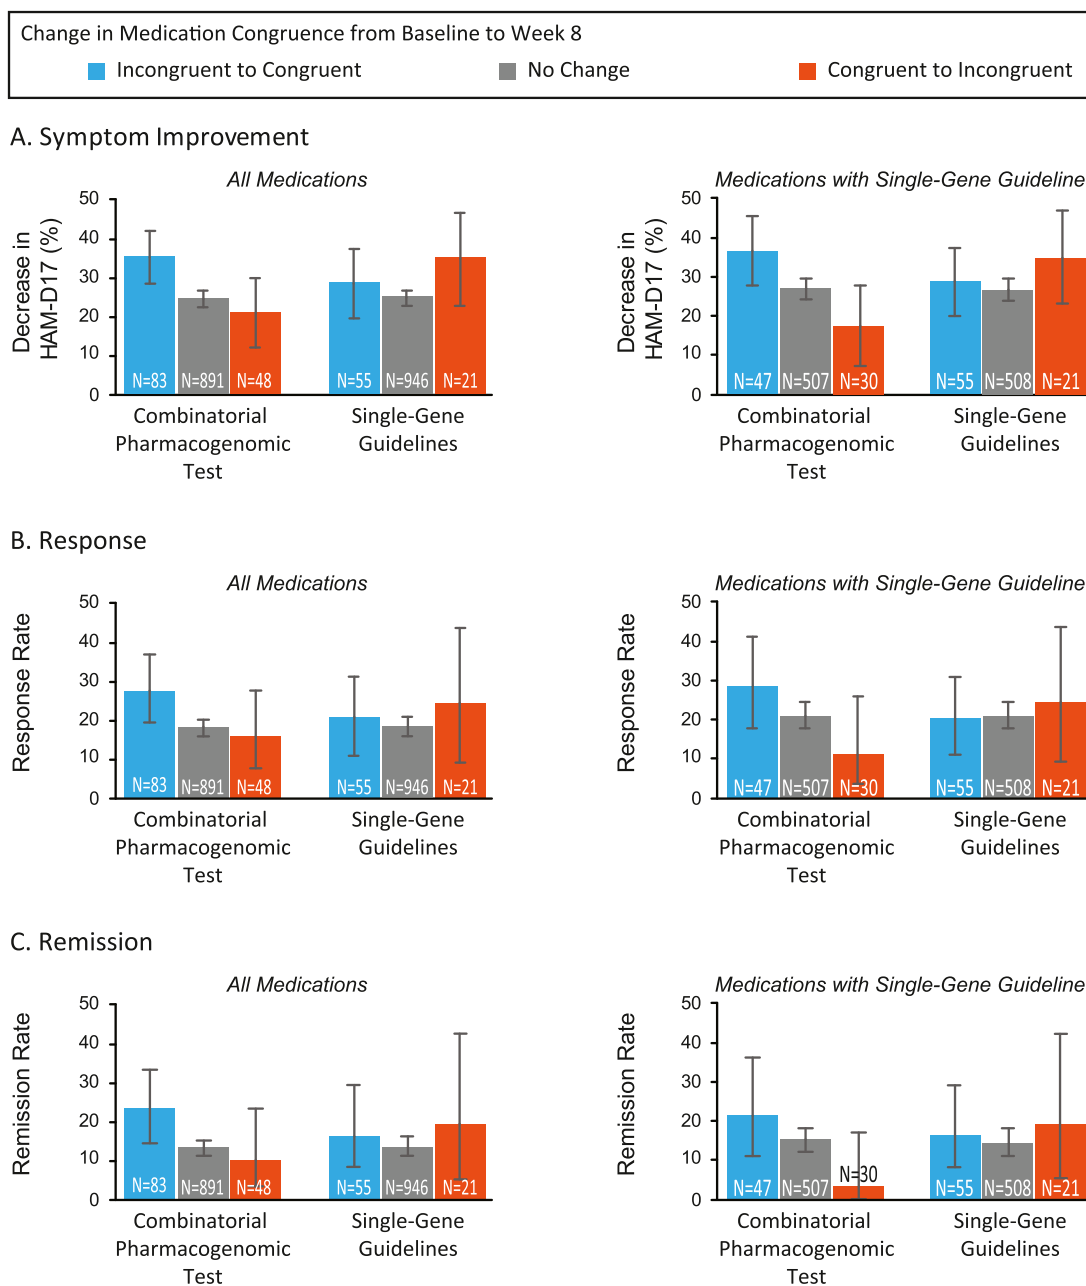 Change in Medication Congruence from Baseline to Week 8
Incongruent to Congruent
No Change
Congruent to Incongruent
A. Symptom Improvement
All Medications
Decrease in
HAM-D17 (%)
50
40
30
20
10
0
N=83
N=891
N=48
N=55
N=946
N=21
Combinatorial
Pharmacogenomic
Test
Single-Gene
Guidelines
Medications with Single-Gene Guideline
Decrease in
HAM-D17 (%)
50
40
30
20
10
0
N=47
N=507
N=30
N=55
N=508
N=21
Combinatorial
Pharmacogenomic
Test
Single-Gene
Guidelines
B. Response
All Medications
Response Rate
50
40
30
20
10
0
N=83
N=891
N=48
N=55
N=946
N=21
Combinatorial
Pharmacogenomic
Test
Single-Gene
Guidelines
Medications with Single-Gene Guideline
Response Rate
50
40
30
20
10
0
N=47
N=507
N=30
N=55
N=508
N=21
Combinatorial
Pharmacogenomic
Test
Single-Gene
Guidelines
C. Remission
All Medications
Remission Rate
50
40
30
20
10
0
N=83
N=891
N=48
N=55
N=946
N=21
Combinatorial
Pharmacogenomic
Test
Single-Gene
Guidelines
Medications with Single-Gene Guideline
Remission Rate
50
40
30
20
10
0
N=47
N=507
N=30
N=55
N=508
N=21
Combinatorial
Pharmacogenomic
Test
Single-Gene
Guidelines